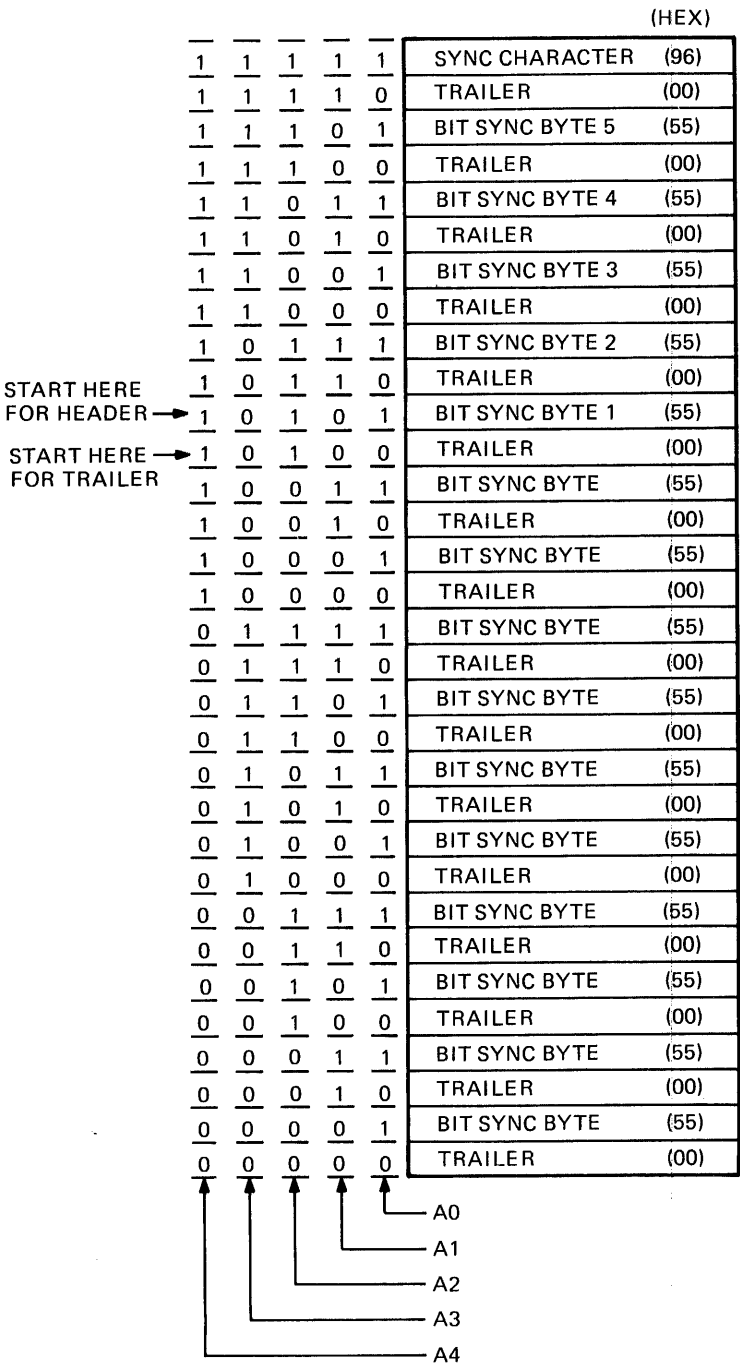 (HEX)
1 1 1 1 1 SYNC CHARACTER (96)
1 1 1 1 0 TRAILER (00)
1 1 1 0 1 BIT SYNC BYTE 5 (55)
1 1 1 0 0 TRAILER (00)
1 1 0 1 1 BIT SYNC BYTE 4 (55)
1 1 0 1 0 TRAILER (00)
1 1 0 0 1 BIT SYNC BYTE 3 (55)
1 1 0 0 0 TRAILER (00)
1 0 1 1 1 BIT SYNC BYTE 2 (55)
1 0 1 1 0 TRAILER (00)
START HERE
FOR HEADER 1 0 1 0 1 BIT SYNC BYTE 1 (55)
START HERE 1 0 1 0 0 TRAILER (00)
FOR TRAILER
1 0 0 1 1 BIT SYNC BYTE (55)
1 0 0 1 0 TRAILER (00)
1 0 0 0 1 BIT SYNC BYTE (55)
1 0 0 0 0 TRAILER (00)
0 1 1 1 1 BIT SYNC BYTE (55)
0 1 1 1 0 TRAILER (00)
0 1 1 0 1 BIT SYNC BYTE (55)
0 1 1 0 0 TRAILER (00)
0 1 0 1 1 BIT SYNC BYTE (55)
0 1 0 1 0 TRAILER (00)
0 1 0 0 1 BIT SYNC BYTE (55)
0 1 0 0 0 TRAILER (00)
0 0 1 1 1 BIT SYNC BYTE (55)
0 0 1 1 0 TRAILER (00)
0 0 1 0 1 BIT SYNC BYTE (55)
0 0 1 0 0 TRAILER (00)
0 0 0 1 1 BIT SYNC BYTE (55)
0 0 0 1 0 TRAILER (00)
0 0 0 0 1 BIT SYNC BYTE (55)
0 0 0 0 0 TRAILER (00)
A0
A1
A2
A3
A4